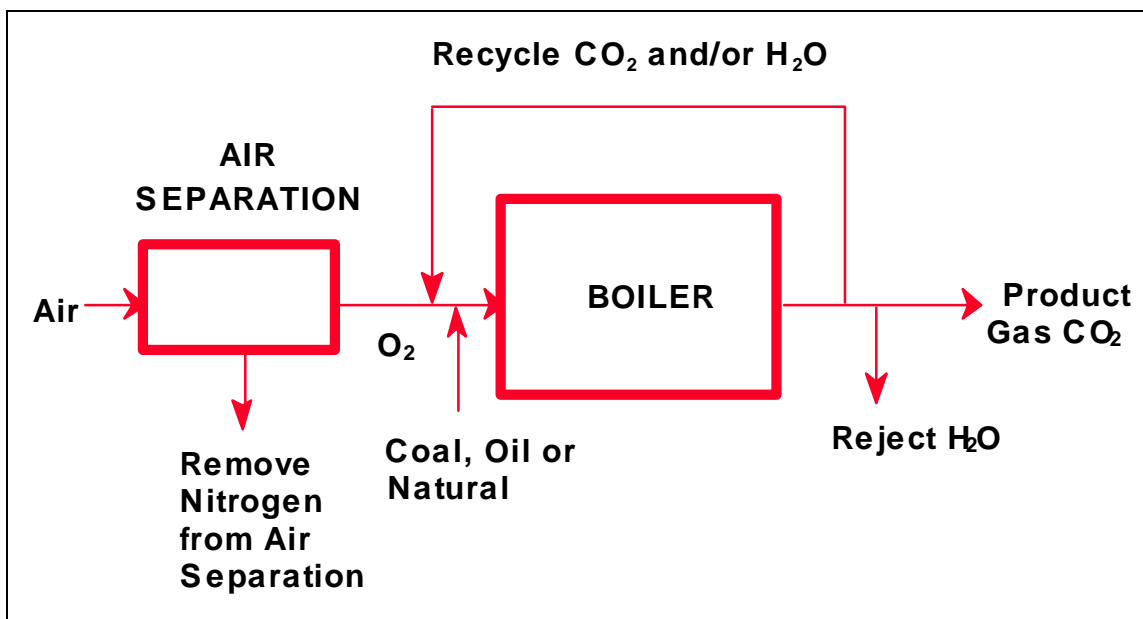 Recycle CO₂ and/or H₂O
AIR
SEPARATION
Air
O₂
BOILER
Product
Gas CO₂
Reject H₂O
Coal, Oil or
Natural
Remove
Nitrogen
from Air
Separation